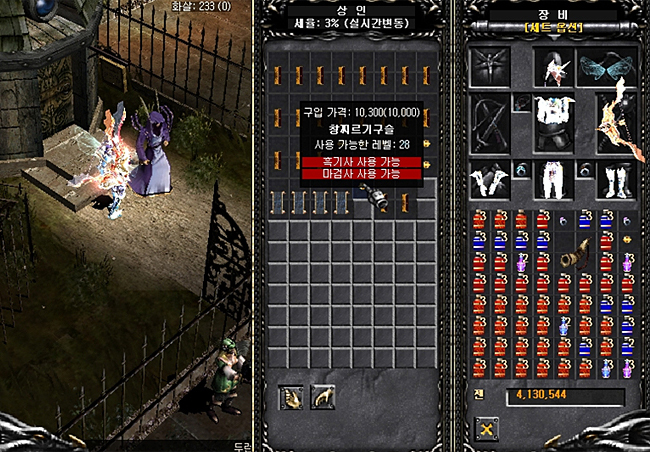 화살: 233 (0)
상 인
세율: 3% (실시간변동)
구입 가격: 10,300(10,000)
창찌르기구슬
사용 가능한 레벨: 28
흑기사 사용 가능
마검사 사용 가능
장 비
[세트 옵션]
젠 4,130,544